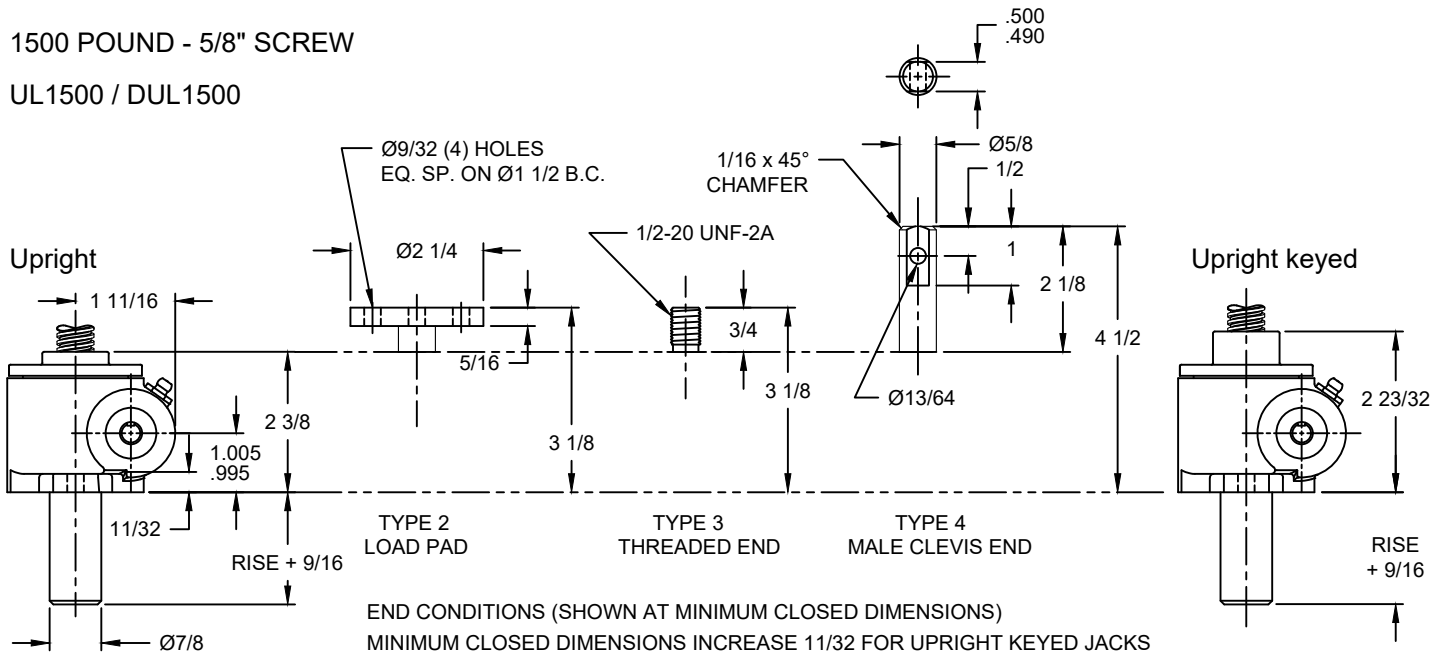 1500 POUND - 5/8" SCREW
UL1500 / DUL1500
.500
.490
Ø9/32 (4) HOLES
EQ. SP. ON Ø1 1/2 B.C.
1/16 x 45°
CHAMFER
Ø5/8
1/2
Upright
1 11/16
Ø2 1/4
1/2-20 UNF-2A
1
2 1/8
Upright keyed
3/4
5/16
4 1/2
3 1/8
Ø13/64
2 3/8
3 1/8
2 23/32
1.005
.995
11/32
RISE + 9/16
TYPE 2
LOAD PAD
TYPE 3
THREADED END
TYPE 4
MALE CLEVIS END
RISE
+ 9/16
END CONDITIONS (SHOWN AT MINIMUM CLOSED DIMENSIONS)
Ø7/8
MINIMUM CLOSED DIMENSIONS INCREASE 11/32 FOR UPRIGHT KEYED JACKS